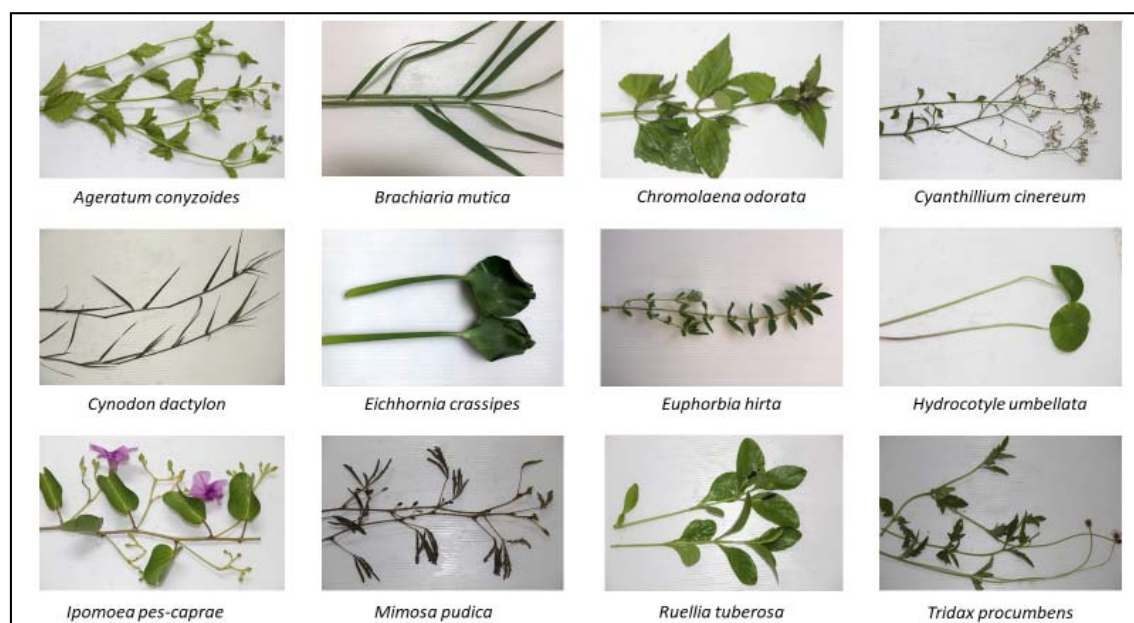 Ageratum conyzoides
Brachiaria mutica
Chromolaena odorata
Cyanthillium cinereum
Cynodon dactylon
Eichhornia crassipes
Euphorbia hirta
Hydrocotyle umbellata
Ipomoea pes-caprae
Mimosa pudica
Ruellia tuberosa
Tridax procumbens